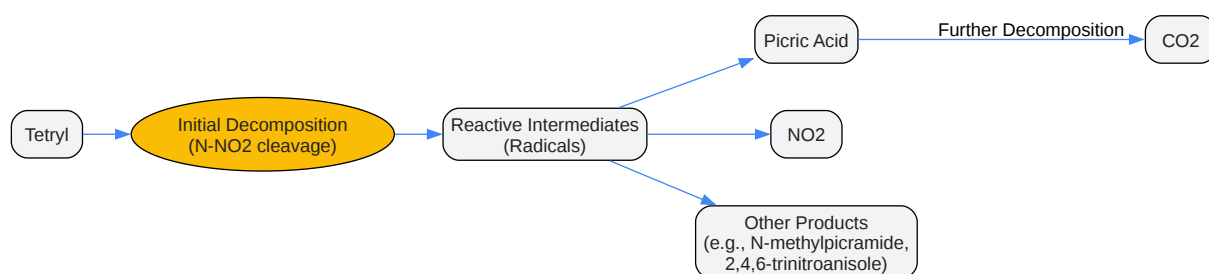 Tetryl
Initial Decomposition
(N-NO2 cleavage)
Reactive Intermediates
(Radicals)
Picric Acid
Further Decomposition
CO2
NO2
Other Products
(e.g., N-methylpicramide,
2,4,6-trinitroanisole)